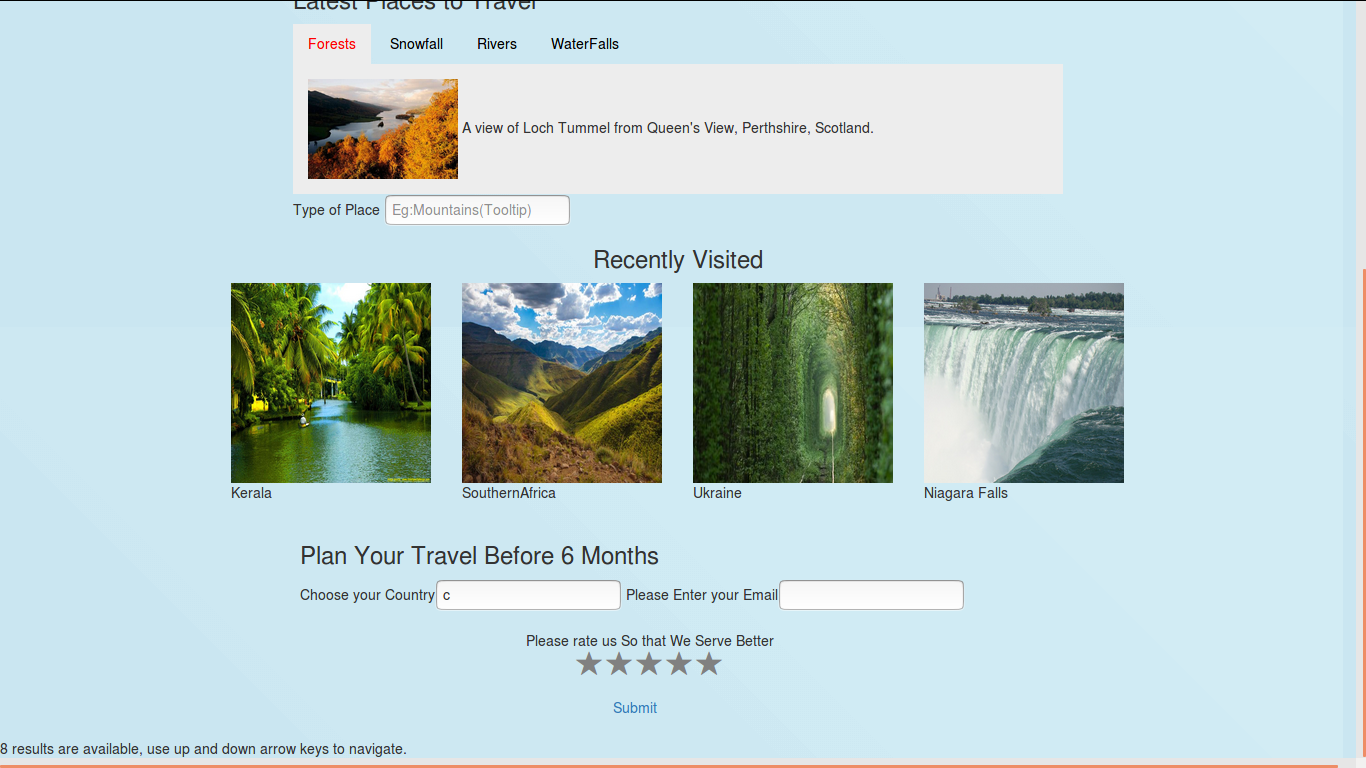 Latest Places to Travel
Forests Snowfall Rivers WaterFalls
A view of Loch Tummel from Queen's View, Perthshire, Scotland.
Type of Place Eg:Mountains(Tooltip)
Recently Visited
Kerala SouthernAfrica Ukraine Niagara Falls
Plan Your Travel Before 6 Months
Choose your Country c Please Enter your Email
Please rate us So that We Serve Better
Submit
8 results are available, use up and down arrow keys to navigate.